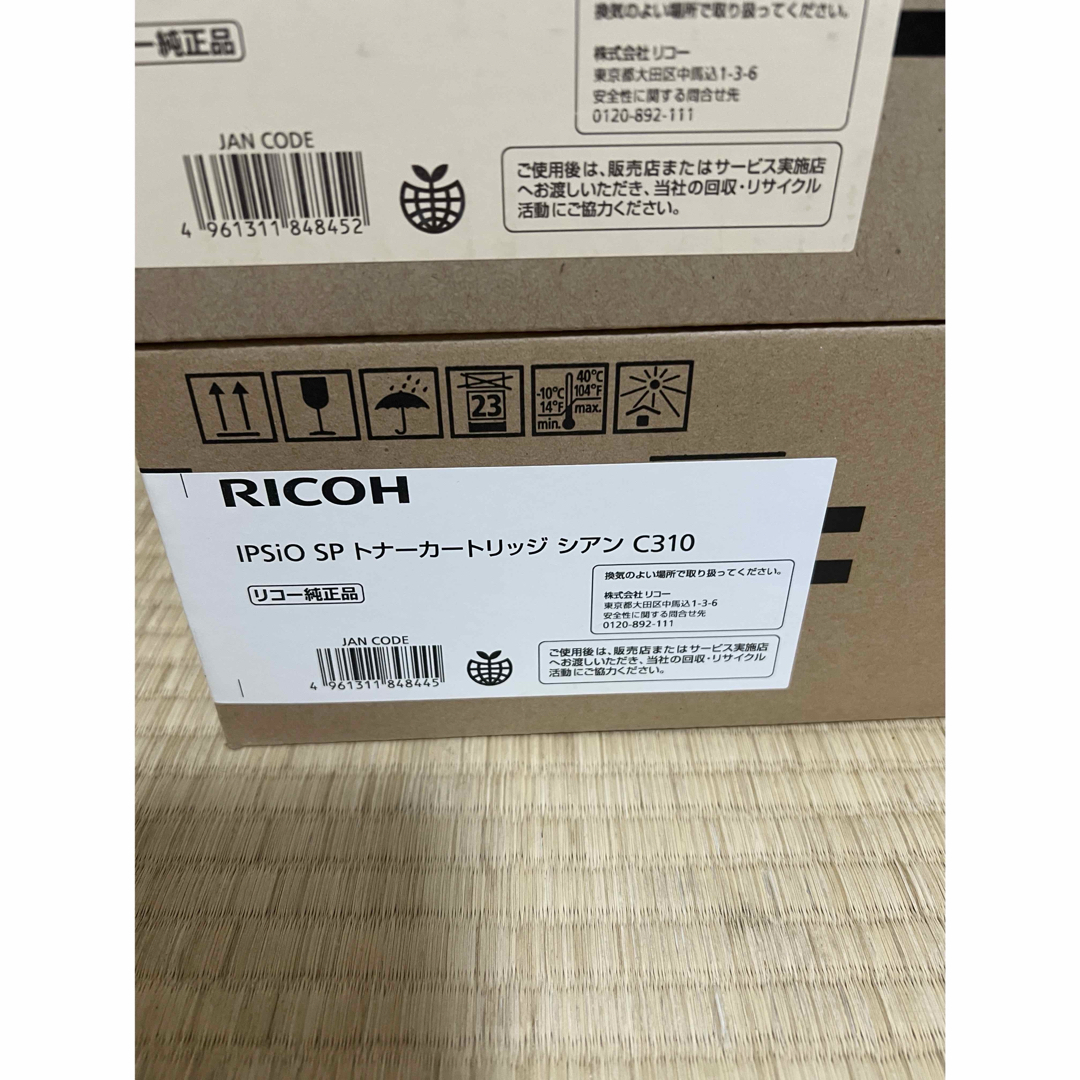 換気のよい場所で取り扱ってください。
ー純正品
株式会社リコー
東京都大田区中馬込1-3-6
安全性に関する問合せ先
0120-892-111
JAN CODE
4 961311 848452
ご使用後は、販売店またはサービス実施店
へお渡しいただき、当社の回収・リサイクル
活動にご協力ください。
23
-10°C
14°F
min.
40°C
104°F
max.
RICOH
IPSiO SP トナーカートリッジ シアン C310
リコー純正品
換気のよい場所で取り扱ってください。
株式会社リコー
東京都大田区中馬込1-3-6
安全性に関する問合せ先
0120-892-111
JAN CODE
4 961311 848445
ご使用後は、販売店またはサービス実施店
へお渡しいただき、当社の回収・リサイクル
活動にご協力ください。